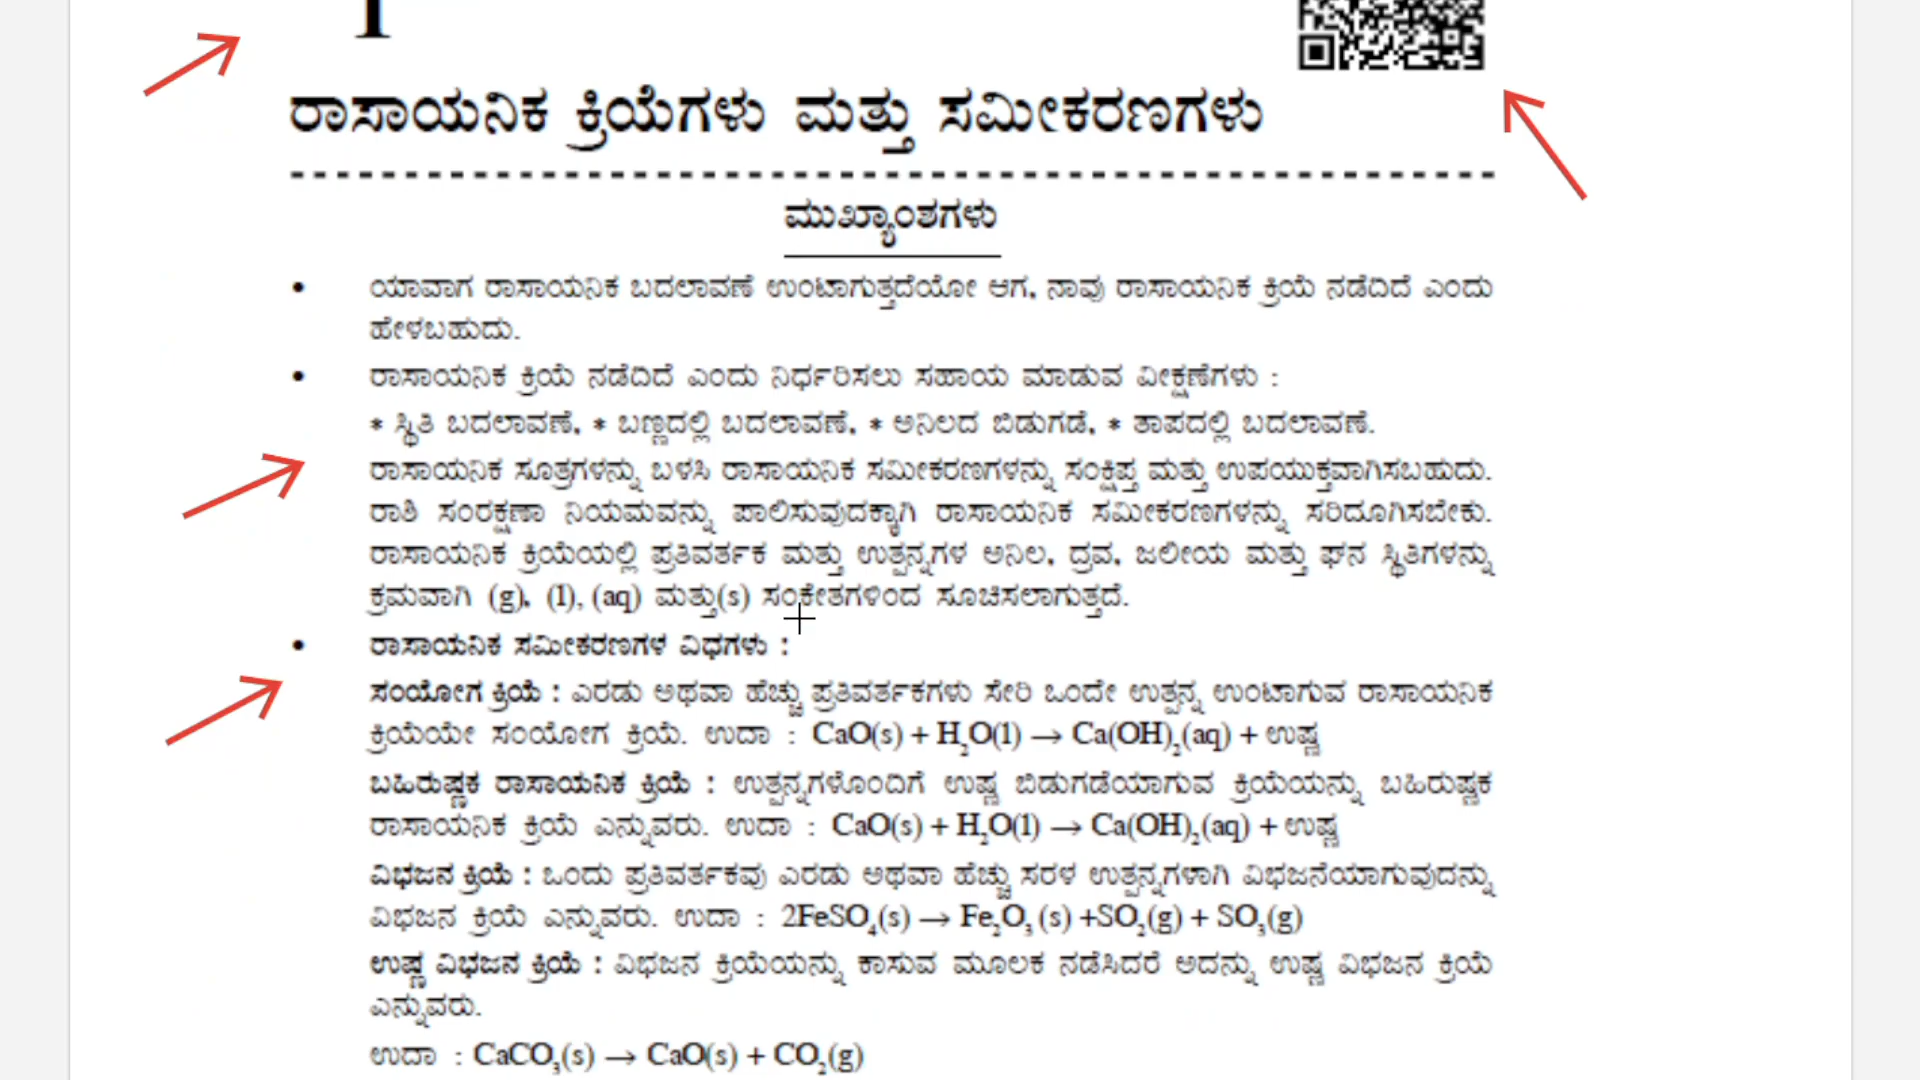 1
ರಾಸಾಯನಿಕ ಕ್ರಿಯೆಗಳು ಮತ್ತು ಸಮೀಕರಣಗಳು
ಮುಖ್ಯಾಂಶಗಳು
• ಯಾವಾಗ ರಾಸಾಯನಿಕ ಬದಲಾವಣೆ ಉಂಟಾಗುತ್ತದೆಯೋ ಆಗ, ನಾವು ರಾಸಾಯನಿಕ ಕ್ರಿಯೆ ನಡೆದಿದೆ ಎಂದು
ಹೇಳಬಹುದು.
• ರಾಸಾಯನಿಕ ಕ್ರಿಯೆ ನಡೆದಿದೆ ಎಂದು ನಿರ್ಧರಿಸಲು ಸಹಾಯ ಮಾಡುವ ವೀಕ್ಷಣೆಗಳು :
* ಸ್ಥಿತಿ ಬದಲಾವಣೆ, * ಬಣ್ಣದಲ್ಲಿ ಬದಲಾವಣೆ, * ಅನಿಲದ ಬಿಡುಗಡೆ, * ತಾಪದಲ್ಲಿ ಬದಲಾವಣೆ.
ರಾಸಾಯನಿಕ ಸೂತ್ರಗಳನ್ನು ಬಳಸಿ ರಾಸಾಯನಿಕ ಸಮೀಕರಣಗಳನ್ನು ಸಂಕ್ಷಿಪ್ತ ಮತ್ತು ಉಪಯುಕ್ತವಾಗಿಸಬಹುದು.
ರಾಶಿ ಸಂರಕ್ಷಣಾ ನಿಯಮವನ್ನು ಪಾಲಿಸುವುದಕ್ಕಾಗಿ ರಾಸಾಯನಿಕ ಸಮೀಕರಣಗಳನ್ನು ಸರಿದೂಗಿಸಬೇಕು.
ರಾಸಾಯನಿಕ ಕ್ರಿಯೆಯಲ್ಲಿ ಪ್ರತಿವರ್ತಕ ಮತ್ತು ಉತ್ಪನ್ನಗಳ ಅನಿಲ, ದ್ರವ, ಜಲೀಯ ಮತ್ತು ಘನ ಸ್ಥಿತಿಗಳನ್ನು
ಕ್ರಮವಾಗಿ (g), (l), (aq) ಮತ್ತು(s) ಸಂಕೇತಗಳಿಂದ ಸೂಚಿಸಲಾಗುತ್ತದೆ.
• ರಾಸಾಯನಿಕ ಸಮೀಕರಣಗಳ ವಿಧಗಳು :
ಸಂಯೋಗ ಕ್ರಿಯೆ : ಎರಡು ಅಥವಾ ಹೆಚ್ಚು ಪ್ರತಿವರ್ತಕಗಳು ಸೇರಿ ಒಂದೇ ಉತ್ಪನ್ನ ಉಂಟಾಗುವ ರಾಸಾಯನಿಕ
ಕ್ರಿಯೆಯೇ ಸಂಯೋಗ ಕ್ರಿಯೆ. ಉದಾ : CaO(s) + H₂O(l) → Ca(OH)₂(aq) + ಉಷ್ಣ
ಬಹಿರುಷ್ಣಕ ರಾಸಾಯನಿಕ ಕ್ರಿಯೆ : ಉತ್ಪನ್ನಗಳೊಂದಿಗೆ ಉಷ್ಣ ಬಿಡುಗಡೆಯಾಗುವ ಕ್ರಿಯೆಯನ್ನು ಬಹಿರುಷ್ಣಕ
ರಾಸಾಯನಿಕ ಕ್ರಿಯೆ ಎನ್ನುವರು. ಉದಾ : CaO(s) + H₂O(l) → Ca(OH)₂(aq) + ಉಷ್ಣ
ವಿಭಜನ ಕ್ರಿಯೆ : ಒಂದು ಪ್ರತಿವರ್ತಕವು ಎರಡು ಅಥವಾ ಹೆಚ್ಚು ಸರಳ ಉತ್ಪನ್ನಗಳಾಗಿ ವಿಭಜನೆಯಾಗುವುದನ್ನು
ವಿಭಜನ ಕ್ರಿಯೆ ಎನ್ನುವರು. ಉದಾ : 2FeSO₄(s) → Fe₂O₃ (s) +SO₂(g) + SO₃(g)
ಉಷ್ಣ ವಿಭಜನ ಕ್ರಿಯೆ : ವಿಭಜನ ಕ್ರಿಯೆಯನ್ನು ಕಾಸುವ ಮೂಲಕ ನಡೆಸಿದರೆ ಅದನ್ನು ಉಷ್ಣ ವಿಭಜನ ಕ್ರಿಯೆ
ಎನ್ನುವರು.
ಉದಾ : CaCO₃(s) → CaO(s) + CO₂(g)